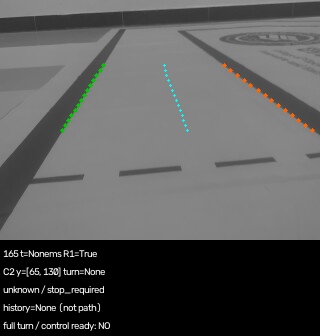 165 t=Nonems R1=True
C2 y=[65, 130] turn=None
unknown / stop_required
history=None (not path)
full turn / control ready: NO